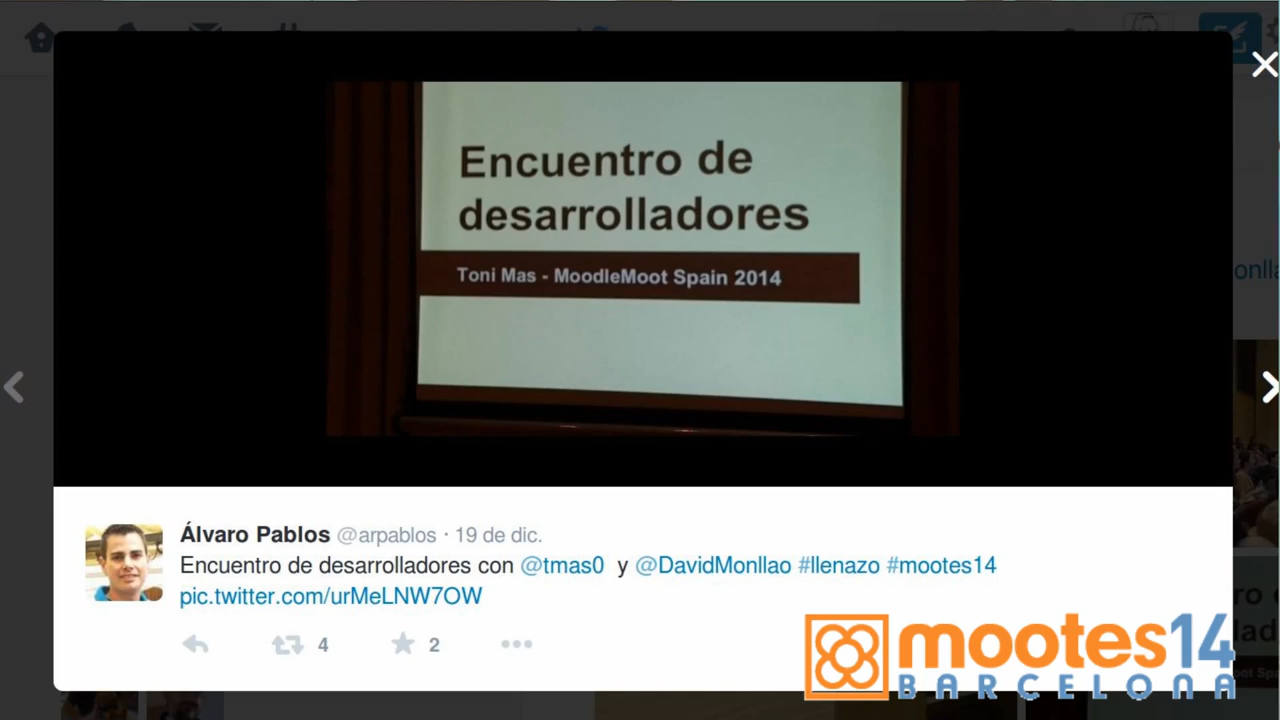 Encuentro de
desarrolladores
Toni Mas - MoodleMoot Spain 2014
Álvaro Pablos @arpablos · 19 de dic.
Encuentro de desarrolladores con @tmas0 y @DavidMonllao #llenazo #mootes14
pic.twitter.com/urMeLNW7OW
4
2
mootes14
BARCELONA